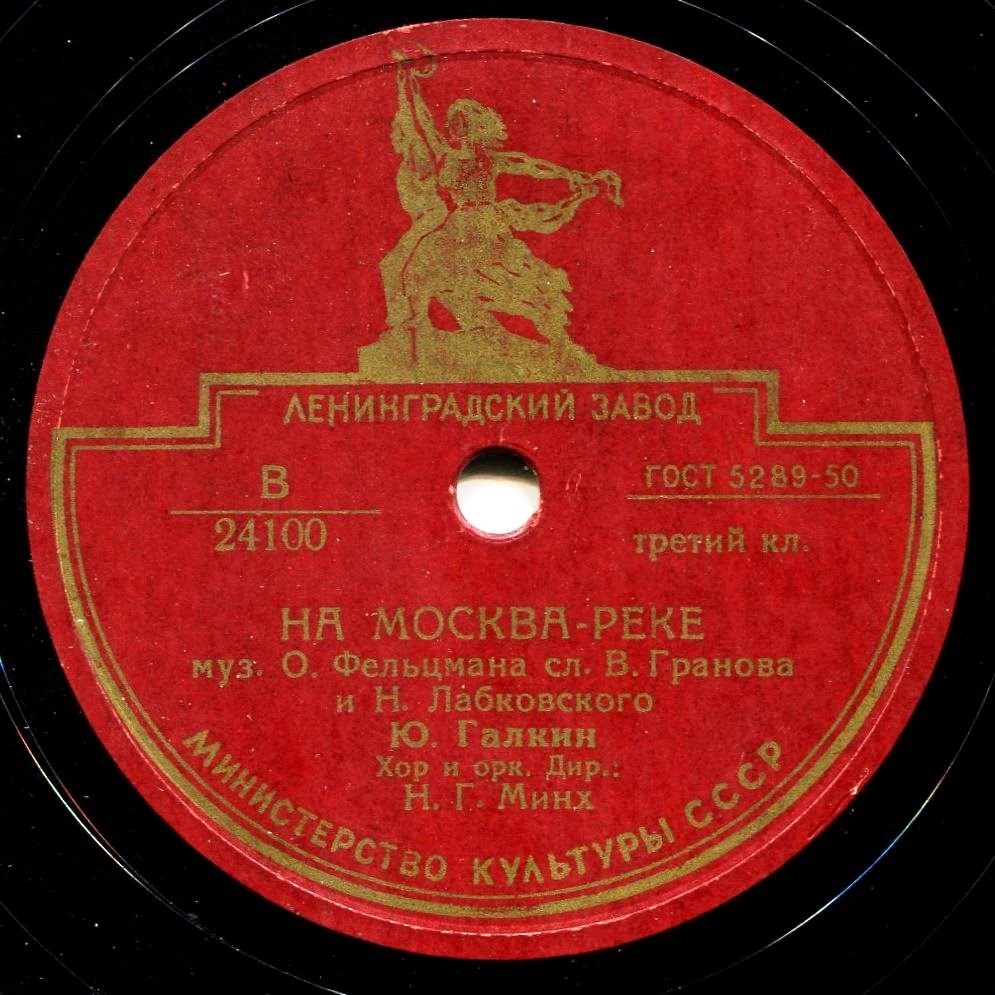 ЛЕНИНГРАДСКИЙ ЗАВОД
В
24100
ГОСТ 5289-50
третий кл.
НА МОСКВА-РЕКЕ
муз. О. Фельцмана сл. В. Гранова
и Н. Лабковского
Ю. Галкин
Хор и орк. Дир.:
Н. Г. Минх
МИНИСТЕРСТВО КУЛЬТУРЫ СССР